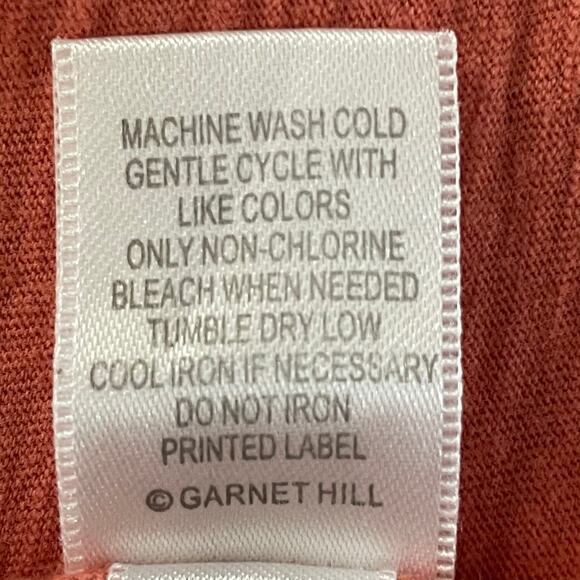 MACHINE WASH COLD
GENTLE CYCLE WITH
LIKE COLORS
ONLY NON-CHLORINE
BLEACH WHEN NEEDED
TUMBLE DRY LOW
COOL IRON IF NECESSARY
DO NOT IRON
PRINTED LABEL
© GARNET HILL